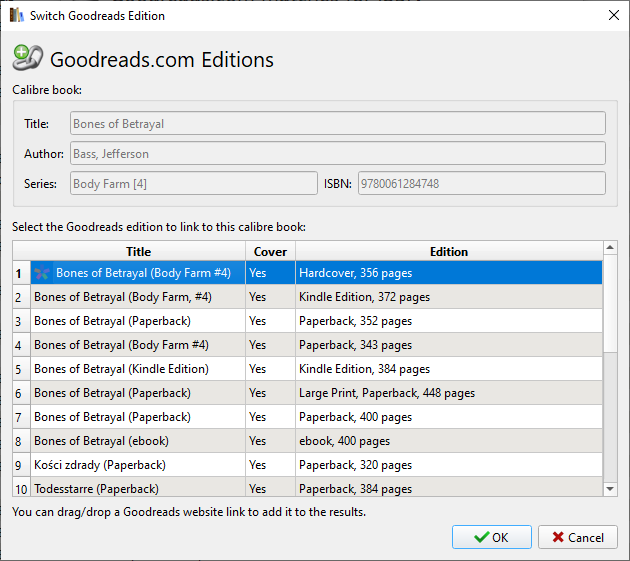 Switch Goodreads Edition
Goodreads.com Editions
Calibre book:
Title: Bones of Betrayal
Author: Bass, Jefferson
Series: Body Farm [4] ISBN: 9780061284748
Select the Goodreads edition to link to this calibre book:
Title Cover Edition
1 Bones of Betrayal (Body Farm #4) Yes Hardcover, 356 pages
2 Bones of Betrayal (Body Farm, #4) Yes Kindle Edition, 372 pages
3 Bones of Betrayal (Paperback) Yes Paperback, 352 pages
4 Bones of Betrayal (Body Farm #4) Yes Paperback, 343 pages
5 Bones of Betrayal (Kindle Edition) Yes Kindle Edition, 384 pages
6 Bones of Betrayal (Paperback) Yes Large Print, Paperback, 448 pages
7 Bones of Betrayal (Paperback) Yes Paperback, 400 pages
8 Bones of Betrayal (ebook) Yes ebook, 400 pages
9 Kości zdrady (Paperback) Yes Paperback, 320 pages
10 Todesstarre (Paperback) Yes Paperback, 384 pages
You can drag/drop a Goodreads website link to add it to the results.
OK Cancel